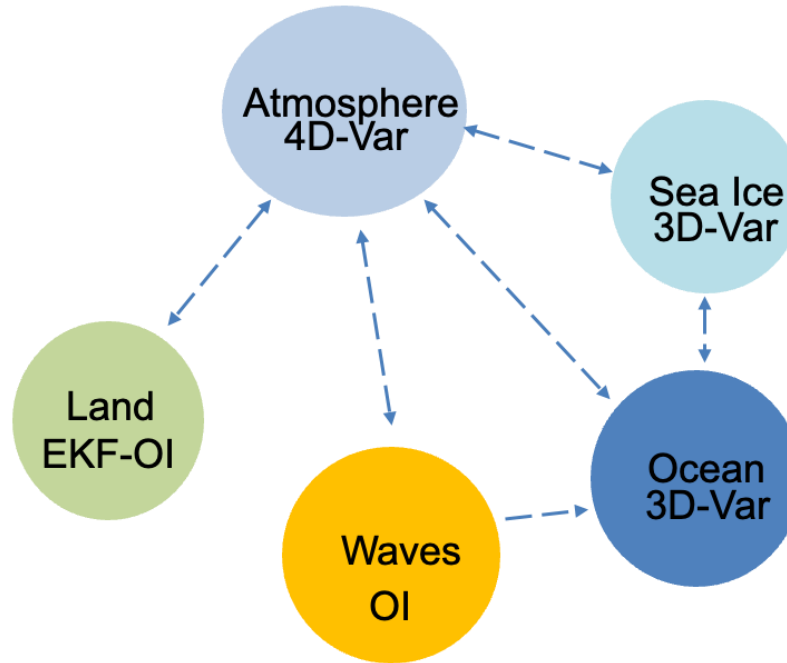 Atmosphere
4D-Var
Sea Ice
3D-Var
Land
EKF-OI
Ocean
3D-Var
Waves
OI